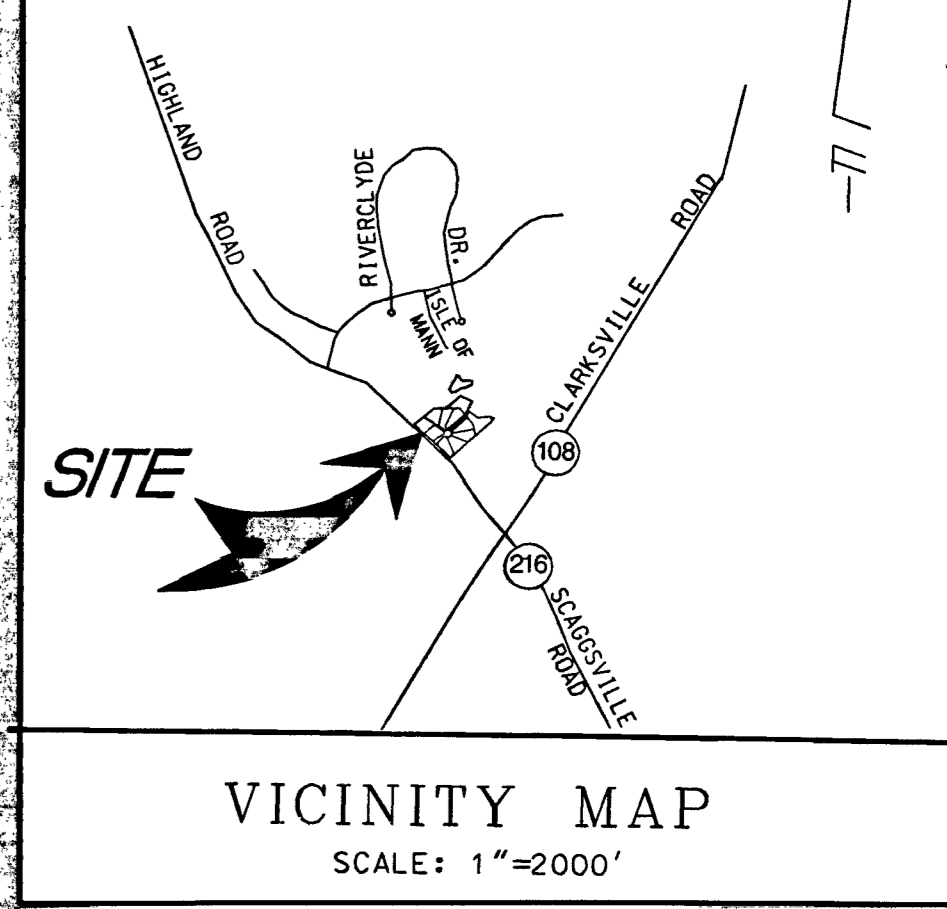 HIGHLAND
ROAD
RIVERCLYDE
DR.
ISLE OF
MANN
CLARKSVILLE
ROAD
108
SITE
216
SCAGGSVILLE
ROAD
VICINITY MAP
SCALE: 1"=2000'